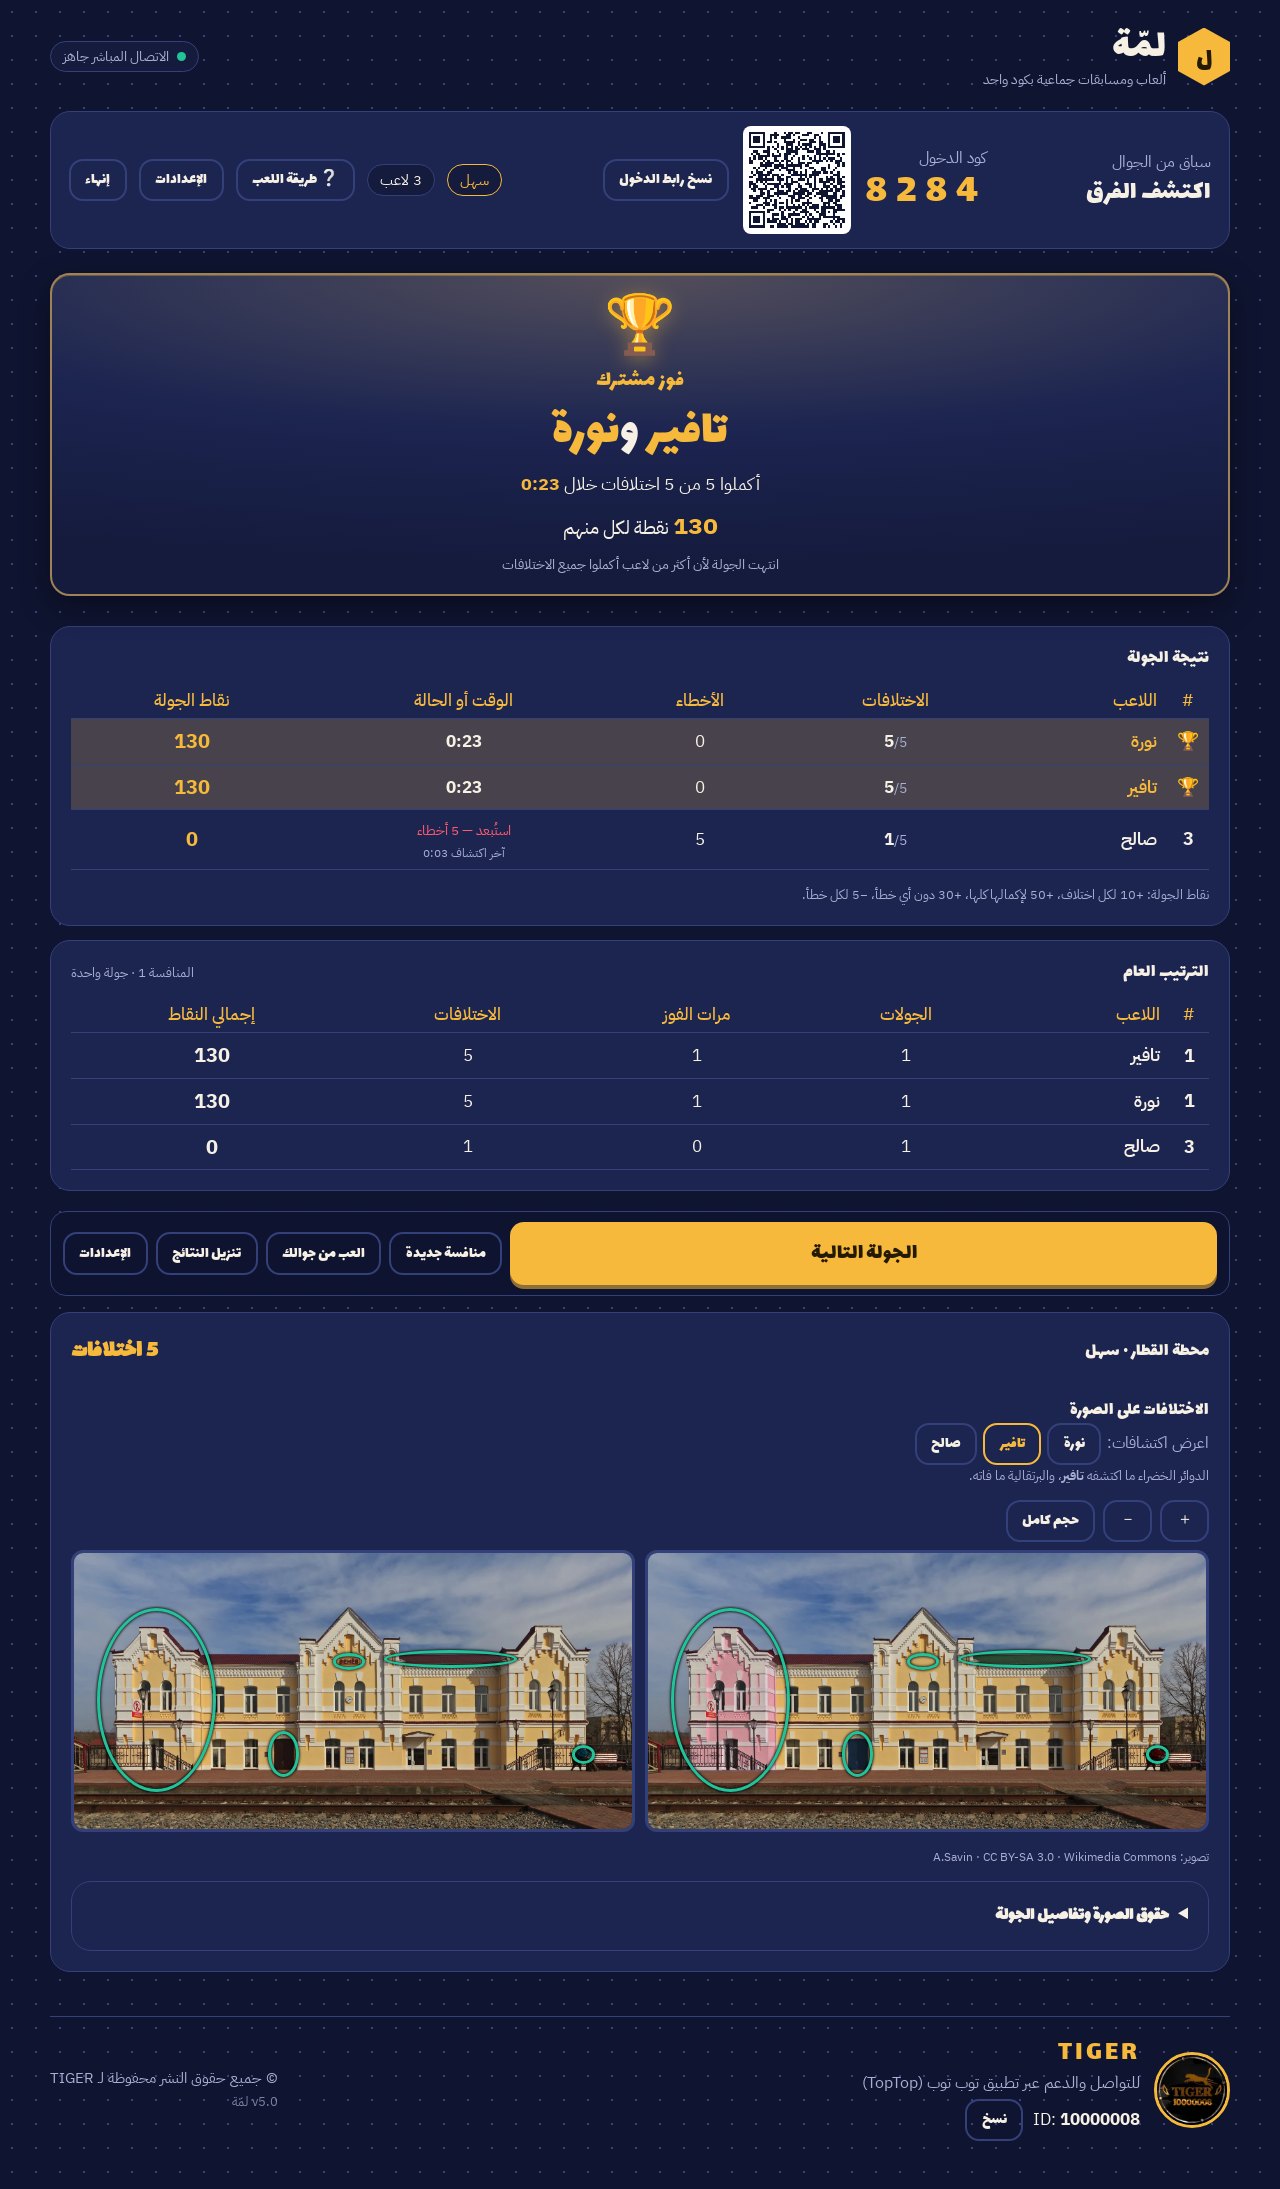 ل
لمّة
ألعاب ومسابقات جماعية بكود واحد
الاتصال المباشر جاهز
سباق من الجوال
اكتشف الفرق
كود الدخول
8284
نسخ رابط الدخول
سهل
3 لاعب
❔ طريقة اللعب
الإعدادات
إنهاء
فوز مشترك
تافير ونورة
أكملوا 5 من 5 اختلافات خلال 0:23
130 نقطة لكل منهم
انتهت الجولة لأن أكثر من لاعب أكملوا جميع الاختلافات
نتيجة الجولة
# اللاعب الاختلافات الأخطاء الوقت أو الحالة نقاط الجولة
🏆 نورة 5/5 0 0:23 130
🏆 تافير 5/5 0 0:23 130
3 صالح 1/5 5 استُبعد — 5 أخطاء 0
آخر اكتشاف 0:03
نقاط الجولة: +10 لكل اختلاف، +50 لإكمالها كلها، +30 دون أي خطأ، −5 لكل خطأ.
الترتيب العام
المنافسة 1 · جولة واحدة
# اللاعب الجولات مرات الفوز الاختلافات إجمالي النقاط
1 تافير 1 1 5 130
1 نورة 1 1 5 130
3 صالح 1 0 1 0
الجولة التالية
منافسة جديدة
العب من جوالك
تنزيل النتائج
الإعدادات
محطة القطار · سهل
5 اختلافات
الاختلافات على الصورة
اعرض اكتشافات: نورة تافير صالح
الدوائر الخضراء ما اكتشفه تافير، والبرتقالية ما فاته.
+ − حجم كامل
تصوير: A.Savin · CC BY-SA 3.0 · Wikimedia Commons
حقوق الصورة وتفاصيل الجولة
TIGER
10000008
TIGER
للتواصل والدعم عبر تطبيق توب توب (TopTop)
ID: 10000008
نسخ
© جميع حقوق النشر محفوظة لـ TIGER
لمّة v5.0